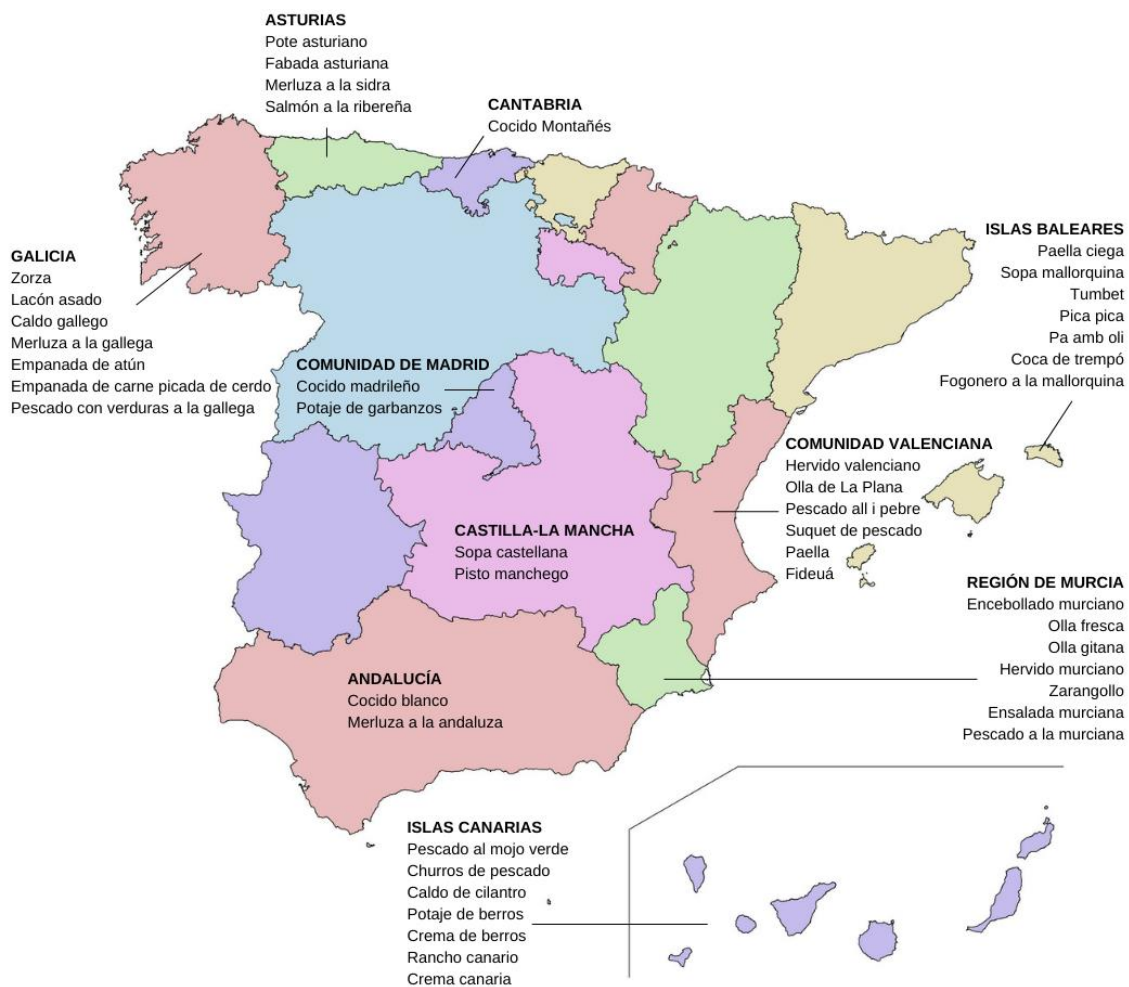 ASTURIAS
Pote asturiano
Fabada asturiana
Merluza a la sidra
Salmón a la ribereña
CANTABRIA
Cocido Montañés
ISLAS BALEARES
Paella ciega
Sopa mallorquina
Tumbet
Pica pica
Pa amb oli
Coca de trempó
Fogonero a la mallorquina
GALICIA
Zorza
Lacón asado
Caldo gallego
Merluza a la gallega
Empanada de atún
Empanada de carne picada de cerdo
Pescado con verduras a la gallega
COMUNIDAD DE MADRID
Cocido madrileño
Potaje de garbanzos
COMUNIDAD VALENCIANA
Hervido valenciano
Olla de La Plana
Pescado all i pebre
Suquet de pescado
Paella
Fideuá
CASTILLA-LA MANCHA
Sopa castellana
Pisto manchego
REGIÓN DE MURCIA
Encebollado murciano
Olla fresca
Olla gitana
Hervido murciano
Zarangollo
Ensalada murciana
Pescado a la murciana
ANDALUCÍA
Cocido blanco
Merluza a la andaluza
ISLAS CANARIAS
Pescado al mojo verde
Churros de pescado
Caldo de cilantro
Potaje de berros
Crema de berros
Rancho canario
Crema canaria